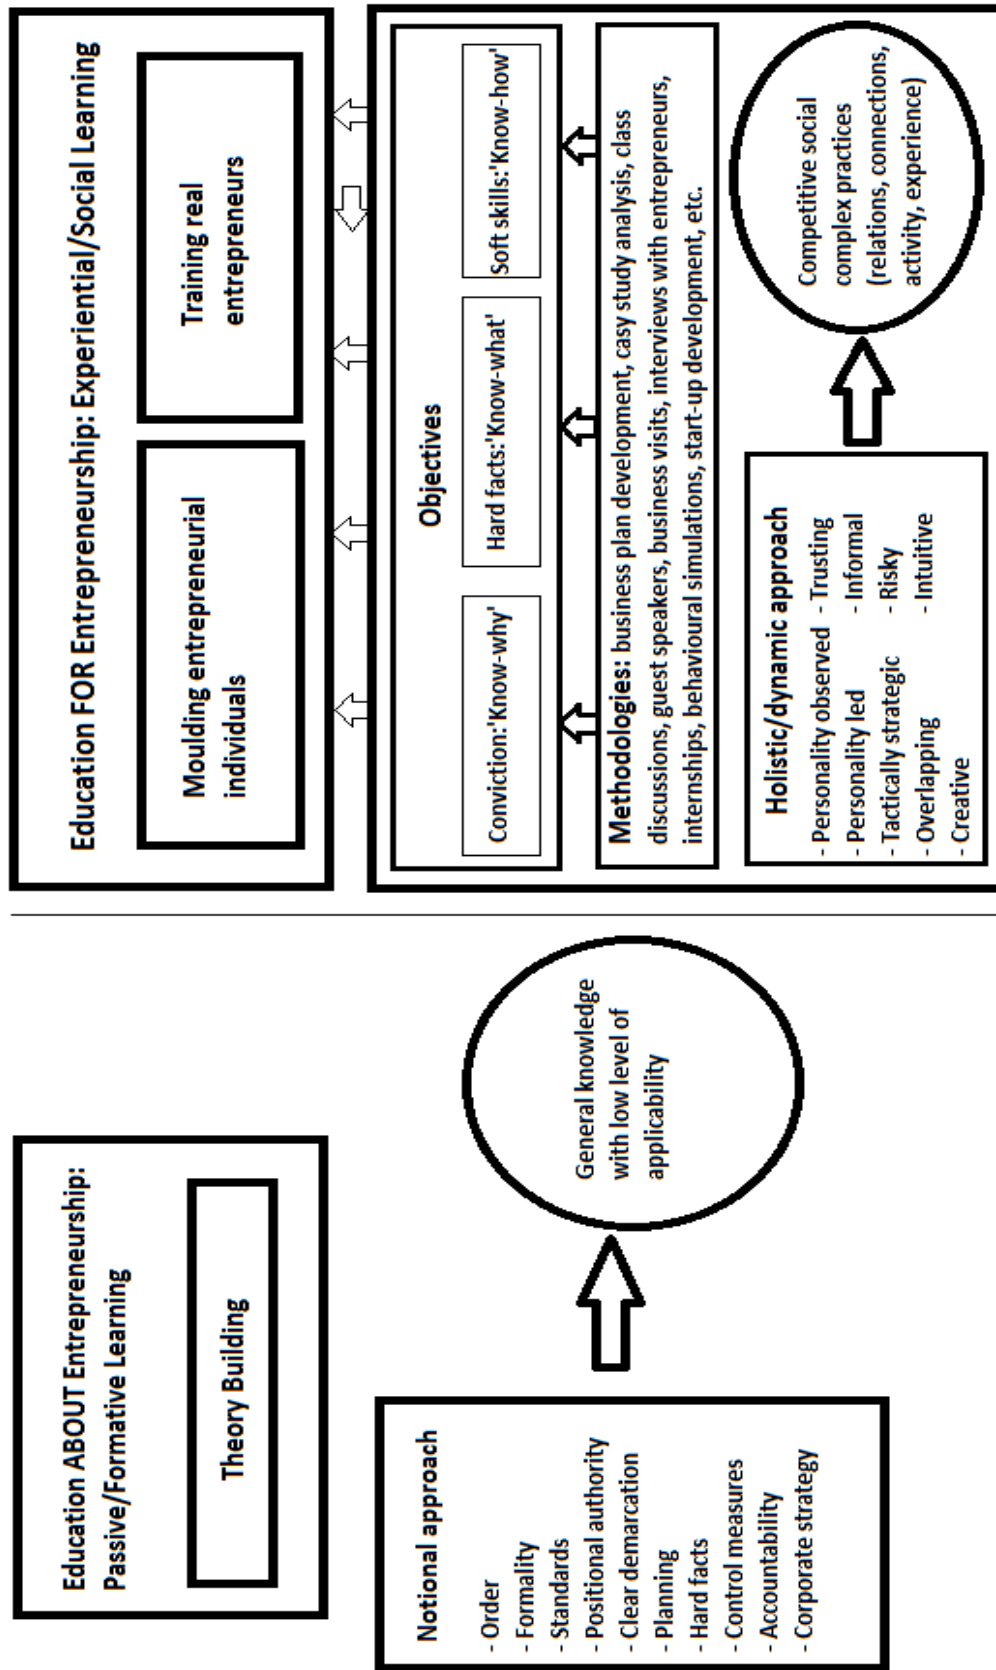 Education ABOUT Entrepreneurship:
Passive/Formative Learning
Theory Building
Notional approach
- Order
- Formality
- Standards
- Positional authority
- Clear demarcation
- Planning
- Hard facts
- Control measures
- Accountability
- Corporate strategy
General knowledge
with low level of
applicability
Education FOR Entrepreneurship: Experiential/Social Learning
Moulding entrepreneurial
individuals
Training real
entrepreneurs
Objectives
Conviction:'Know-why'
Hard facts:'Know-what'
Soft skills:'Know-how'
Methodologies: business plan development, casy study analysis, class
discussions, guest speakers, business visits, interviews with entrepreneurs,
internships, behavioural simulations, start-up development, etc.
Holistic/dynamic approach
- Personality observed - Trusting
- Personality led - Informal
- Tactically strategic - Risky
- Overlapping - Intuitive
- Creative
Competitive social
complex practices
(relations, connections,
activity, experience)